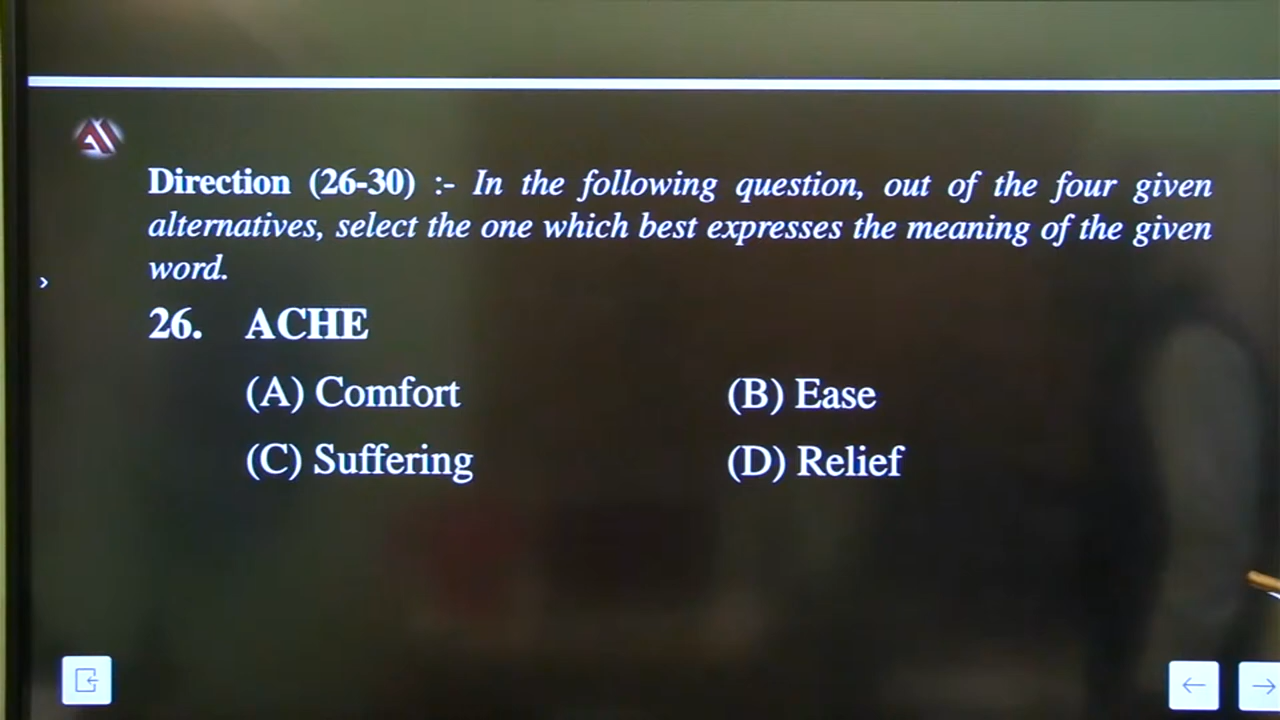 Direction (26-30) :- In the following question, out of the four given
alternatives, select the one which best expresses the meaning of the given
word.
26. ACHE
(A) Comfort (B) Ease
(C) Suffering (D) Relief